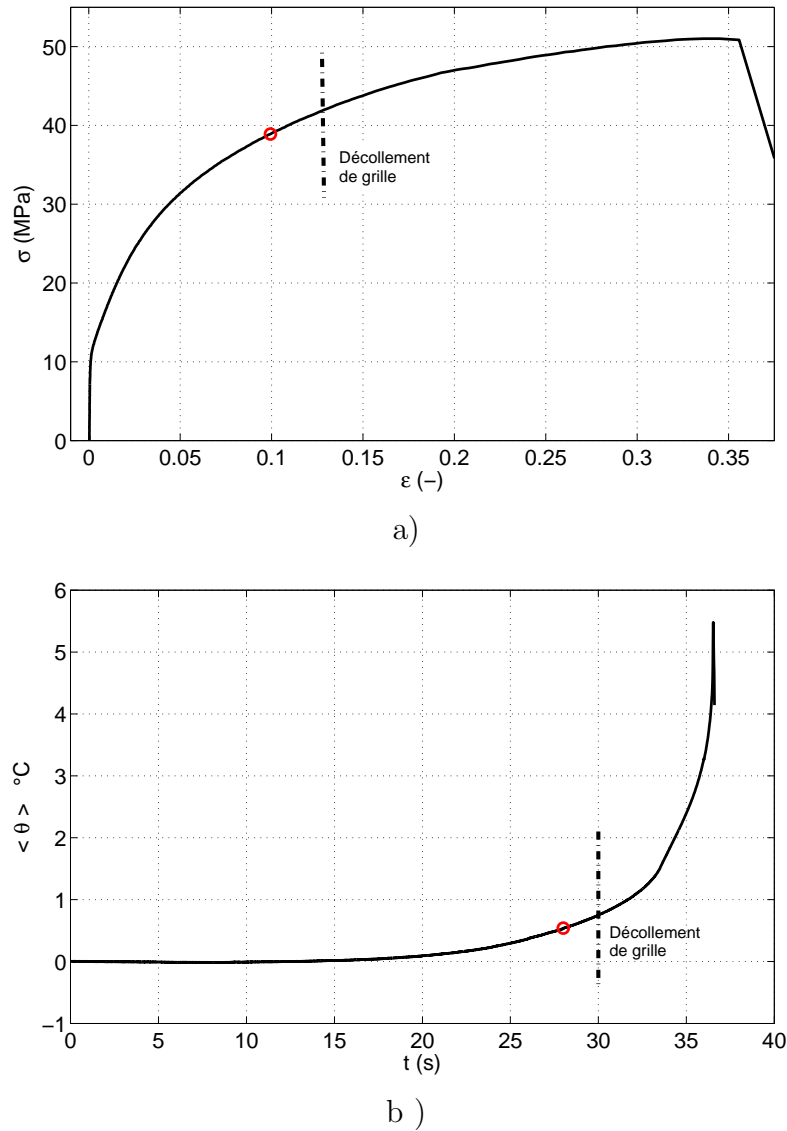 50
40
30
20
10
0
σ (MPa)
Décollement
de grille
0 0.05 0.1 0.15 0.2 0.25 0.3 0.35
ε (−)
a)
6
5
4
3
2
1
0
−1
< θ > °C
Décollement
de grille
0 5 10 15 20 25 30 35 40
t (s)
b )